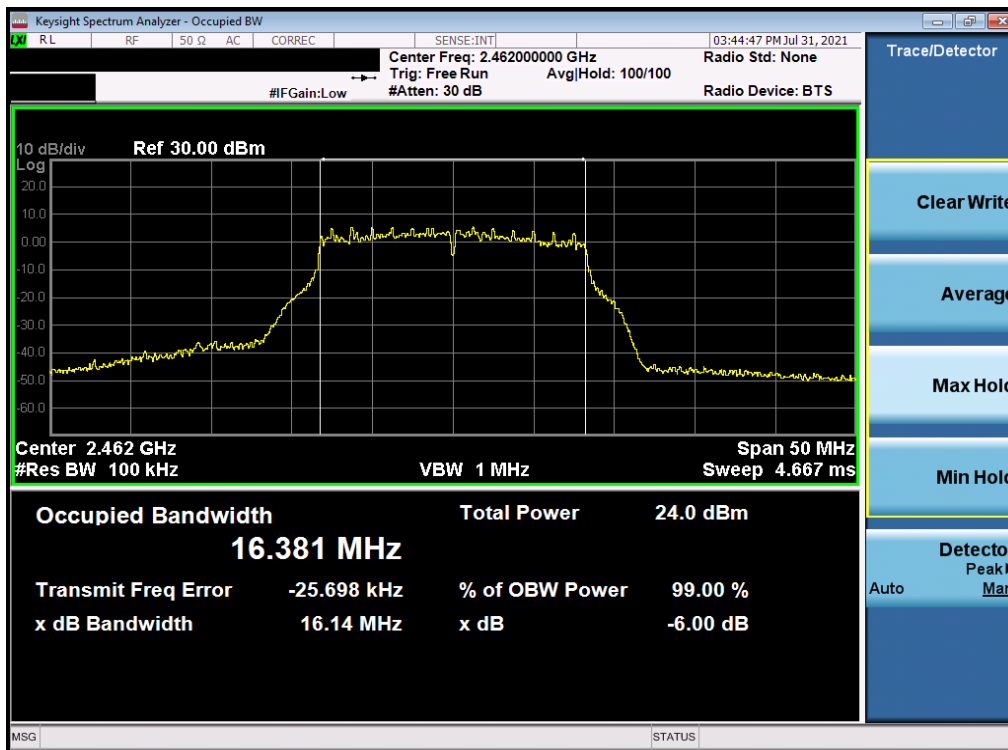 Keysight Spectrum Analyzer - Occupied BW
LXI RL RF 50 Ω AC CORREC SENSE:INT 03:44:47 PM Jul 31, 2021
Center Freq: 2.462000000 GHz Radio Std: None
Trig: Free Run Avg|Hold: 100/100
#IFGain:Low #Atten: 30 dB Radio Device: BTS
10 dB/div Ref 30.00 dBm
Log
20.0
10.0
0.00
-10.0
-20.0
-30.0
-40.0
-50.0
-60.0
Center 2.462 GHz Span 50 MHz
#Res BW 100 kHz VBW 1 MHz Sweep 4.667 ms
Occupied Bandwidth Total Power 24.0 dBm
16.381 MHz
Transmit Freq Error -25.698 kHz % of OBW Power 99.00 %
x dB Bandwidth 16.14 MHz x dB -6.00 dB
MSG STATUS
Trace/Detector
Clear Write
Average
Max Hold
Min Hold
Detector
Peak
Auto Man